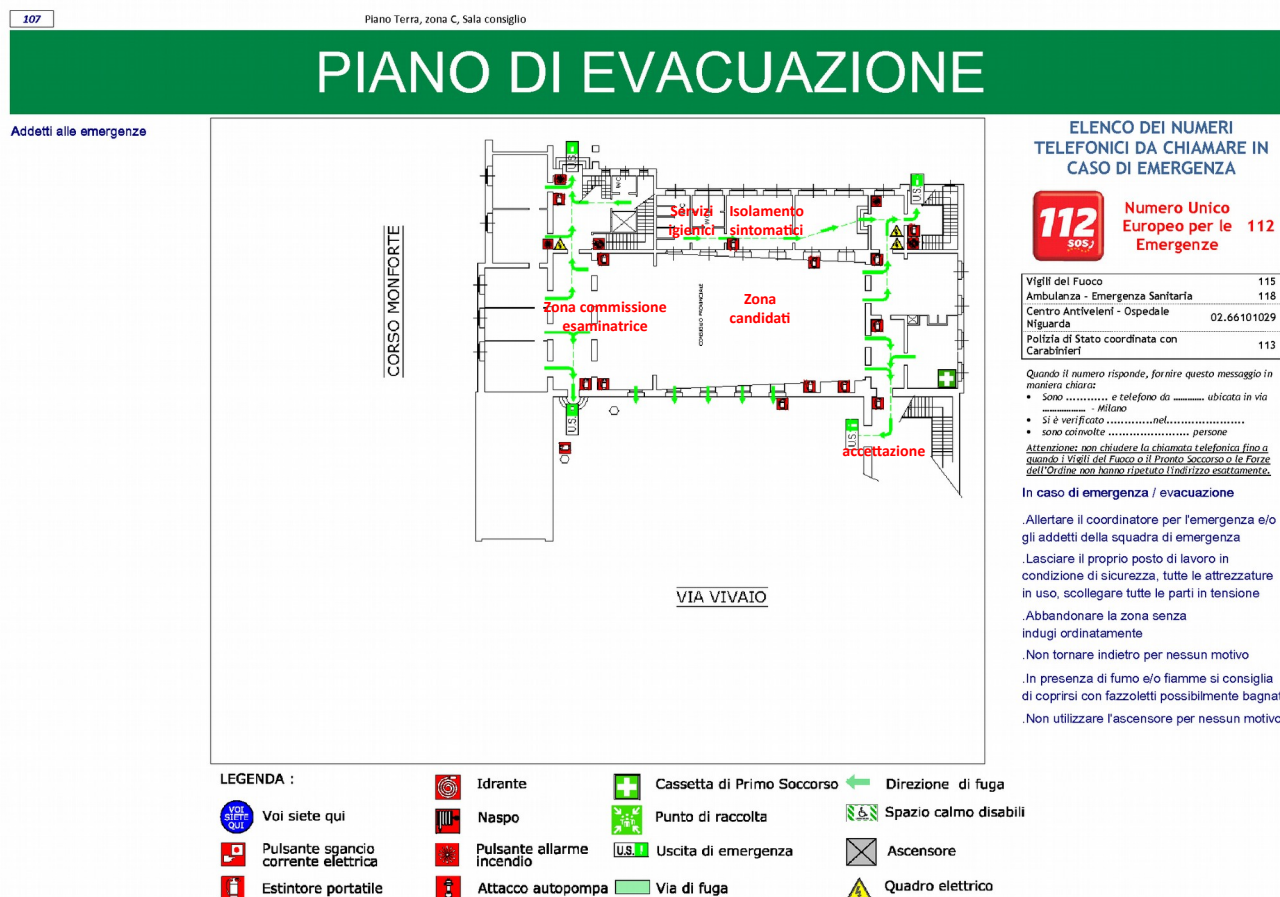 107
Piano Terra, zona C, Sala consiglio
PIANO DI EVACUAZIONE
Addetti alle emergenze
CORSO MONFORTE
U.S.
U.S.
WC
Servizi
igienici
Isolamento
sintomatici
Zona commissione
esaminatrice
CONSIGLIO PROVINCIALE
Zona
candidati
U.S.
U.S.
accettazione
VIA VIVAIO
ELENCO DEI NUMERI
TELEFONICI DA CHIAMARE IN
CASO DI EMERGENZA
112
SOS
Numero Unico
Europeo per le 112
Emergenze
Vigili del Fuoco 115
Ambulanza - Emergenza Sanitaria 118
Centro Antiveleni - Ospedale
Niguarda 02.66101029
Polizia di Stato coordinata con
Carabinieri 113
Quando il numero risponde, fornire questo messaggio in
maniera chiara:
• Sono ............ e telefono da ............ ubicata in via
................. - Milano
• Si è verificato .............nel.......................
• sono coinvolte ........................ persone
Attenzione: non chiudere la chiamata telefonica fino a
quando i Vigili del Fuoco o il Pronto Soccorso o le Forze
dell'Ordine non hanno ripetuto l'indirizzo esattamente.
In caso di emergenza / evacuazione
.Allertare il coordinatore per l'emergenza e/o
gli addetti della squadra di emergenza
.Lasciare il proprio posto di lavoro in
condizione di sicurezza, tutte le attrezzature
in uso, scollegare tutte le parti in tensione
.Abbandonare la zona senza
indugi ordinatamente
.Non tornare indietro per nessun motivo
.In presenza di fumo e/o fiamme si consiglia
di coprirsi con fazzoletti possibilmente bagnat
.Non utilizzare l'ascensore per nessun motivo
LEGENDA :
VOI
SIETE
QUI
Voi siete qui
Pulsante sgancio
corrente elettrica
Estintore portatile
Idrante
Naspo
Pulsante allarme
incendio
Attacco autopompa
Cassetta di Primo Soccorso
Punto di raccolta
U.S. Uscita di emergenza
Via di fuga
Direzione di fuga
Spazio calmo disabili
Ascensore
Quadro elettrico